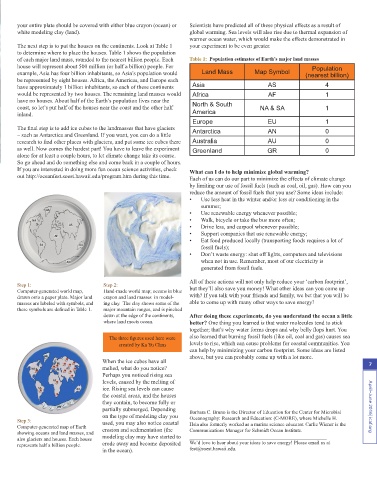 your entire plate should be covered with either blue crayon (ocean) or
white modeling clay (land).
The next step is to put the houses on the continents. Look at Table 1
to determine where to place the houses. Table 1 shows the population
of each major land mass, rounded to the nearest billion people. Each
house will represent about 500 million (or half a billion) people. For
example, Asia has four billion inhabitants, so Asia's population would
be represented by eight houses. Africa, the Americas, and Europe each
have approximately 1 billion inhabitants, so each of these continents
would be represented by two houses. The remaining land masses would
have no houses. About half of the Earth's population lives near the
coast, so let's put half of the houses near the coast and the other half
inland.
The final step is to add ice cubes to the landmasses that have glaciers
– such as Antarctica and Greenland. If you want, you can do a little
research to find other places with glaciers, and put some ice cubes there
as well. Now comes the hardest part! You have to leave the experiment
alone for at least a couple hours, to let climate change take its course.
So go ahead and do something else and come back in a couple of hours.
If you are interested in doing more fun ocean science activities, check
out http://oceanfest.soest.hawaii.edu/program.htm during this time.
Step 1:
Computer-generated world map,
drawn onto a paper plate. Major land
masses are labeled with symbols, and
these symbols are defined in Table 1.
Step 2:
Hand-made world map; oceans in blue
crayon and land masses in model-
ing clay. The clay shows some of the
major mountain ranges, and is pinched
down at the edge of the continents,
where land meets ocean.
The three figures used here were
created by Ka Yu Chan
Step 3:
Computer-generated map of Earth
showing oceans and land masses, and
also glaciers and houses. Each house
represents half a billion people.
When the ice cubes have all
melted, what do you notice?
Perhaps you noticed rising sea
levels, caused by the melting of
ice. Rising sea levels can cause
the coastal areas, and the houses
they contain, to become fully or
partially submerged. Depending
on the type of modeling clay you
used, you may also notice coastal
erosion and sedimentation (the
modeling clay may have started to
erode away and become deposited
in the ocean).
Scientists have predicted all of these physical effects as a result of
global warming. Sea levels will also rise due to thermal expansion of
warmer ocean water, which would make the effects demonstrated in
your experiment to be even greater.
Table 1: Population estimates of Earth's major land masses
Land Mass Map Symbol Population (nearest billion)
Asia AS 4
Africa AF 1
North & South America NA & SA 1
Europe EU 1
Antarctica AN 0
Australia AU 0
Greenland GR 0
What can I do to help minimize global warming?
Each of us can do our part to minimize the effects of climate change
by limiting our use of fossil fuels (such as coal, oil, gas). How can you
reduce the amount of fossil fuels that you use? Some ideas include:
• Use less heat in the winter and/or less air conditioning in the
summer;
• Use renewable energy whenever possible;
• Walk, bicycle or take the bus more often;
• Drive less, and carpool whenever possible;
• Support companies that use renewable energy;
• Eat food produced locally (transporting foods requires a lot of
fossil fuels);
• Don't waste energy: shut off lights, computers and televisions
when not in use. Remember, most of our electricity is
generated from fossil fuels.
All of these actions will not only help reduce your 'carbon footprint',
but they'll also save you money! What other ideas can you come up
with? If you talk with your friends and family, we bet that you will be
able to come up with many other ways to save energy!
After doing these experiments, do you understand the ocean a little
better? One thing you learned is that water molecules tend to stick
together; that's why water forms drops and why belly flops hurt. You
also learned that burning fossil fuels (like oil, coal and gas) causes sea
levels to rise, which can cause problems for coastal communities. You
can help by minimizing your carbon footprint. Some ideas are listed
above, but you can probably come up with a lot more.
Barbara C. Bruno is the Director of Education for the Center for Microbial
Oceanography: Research and Education (C-MORE), where Michelle H.
Hsia also formerly worked as a marine science educator. Carlie Wiener is the
Communications Manager for Schmidt Ocean Institute.
We'd love to hear about your ideas to save energy! Please email us at
fest@soest.hawaii.edu.
7